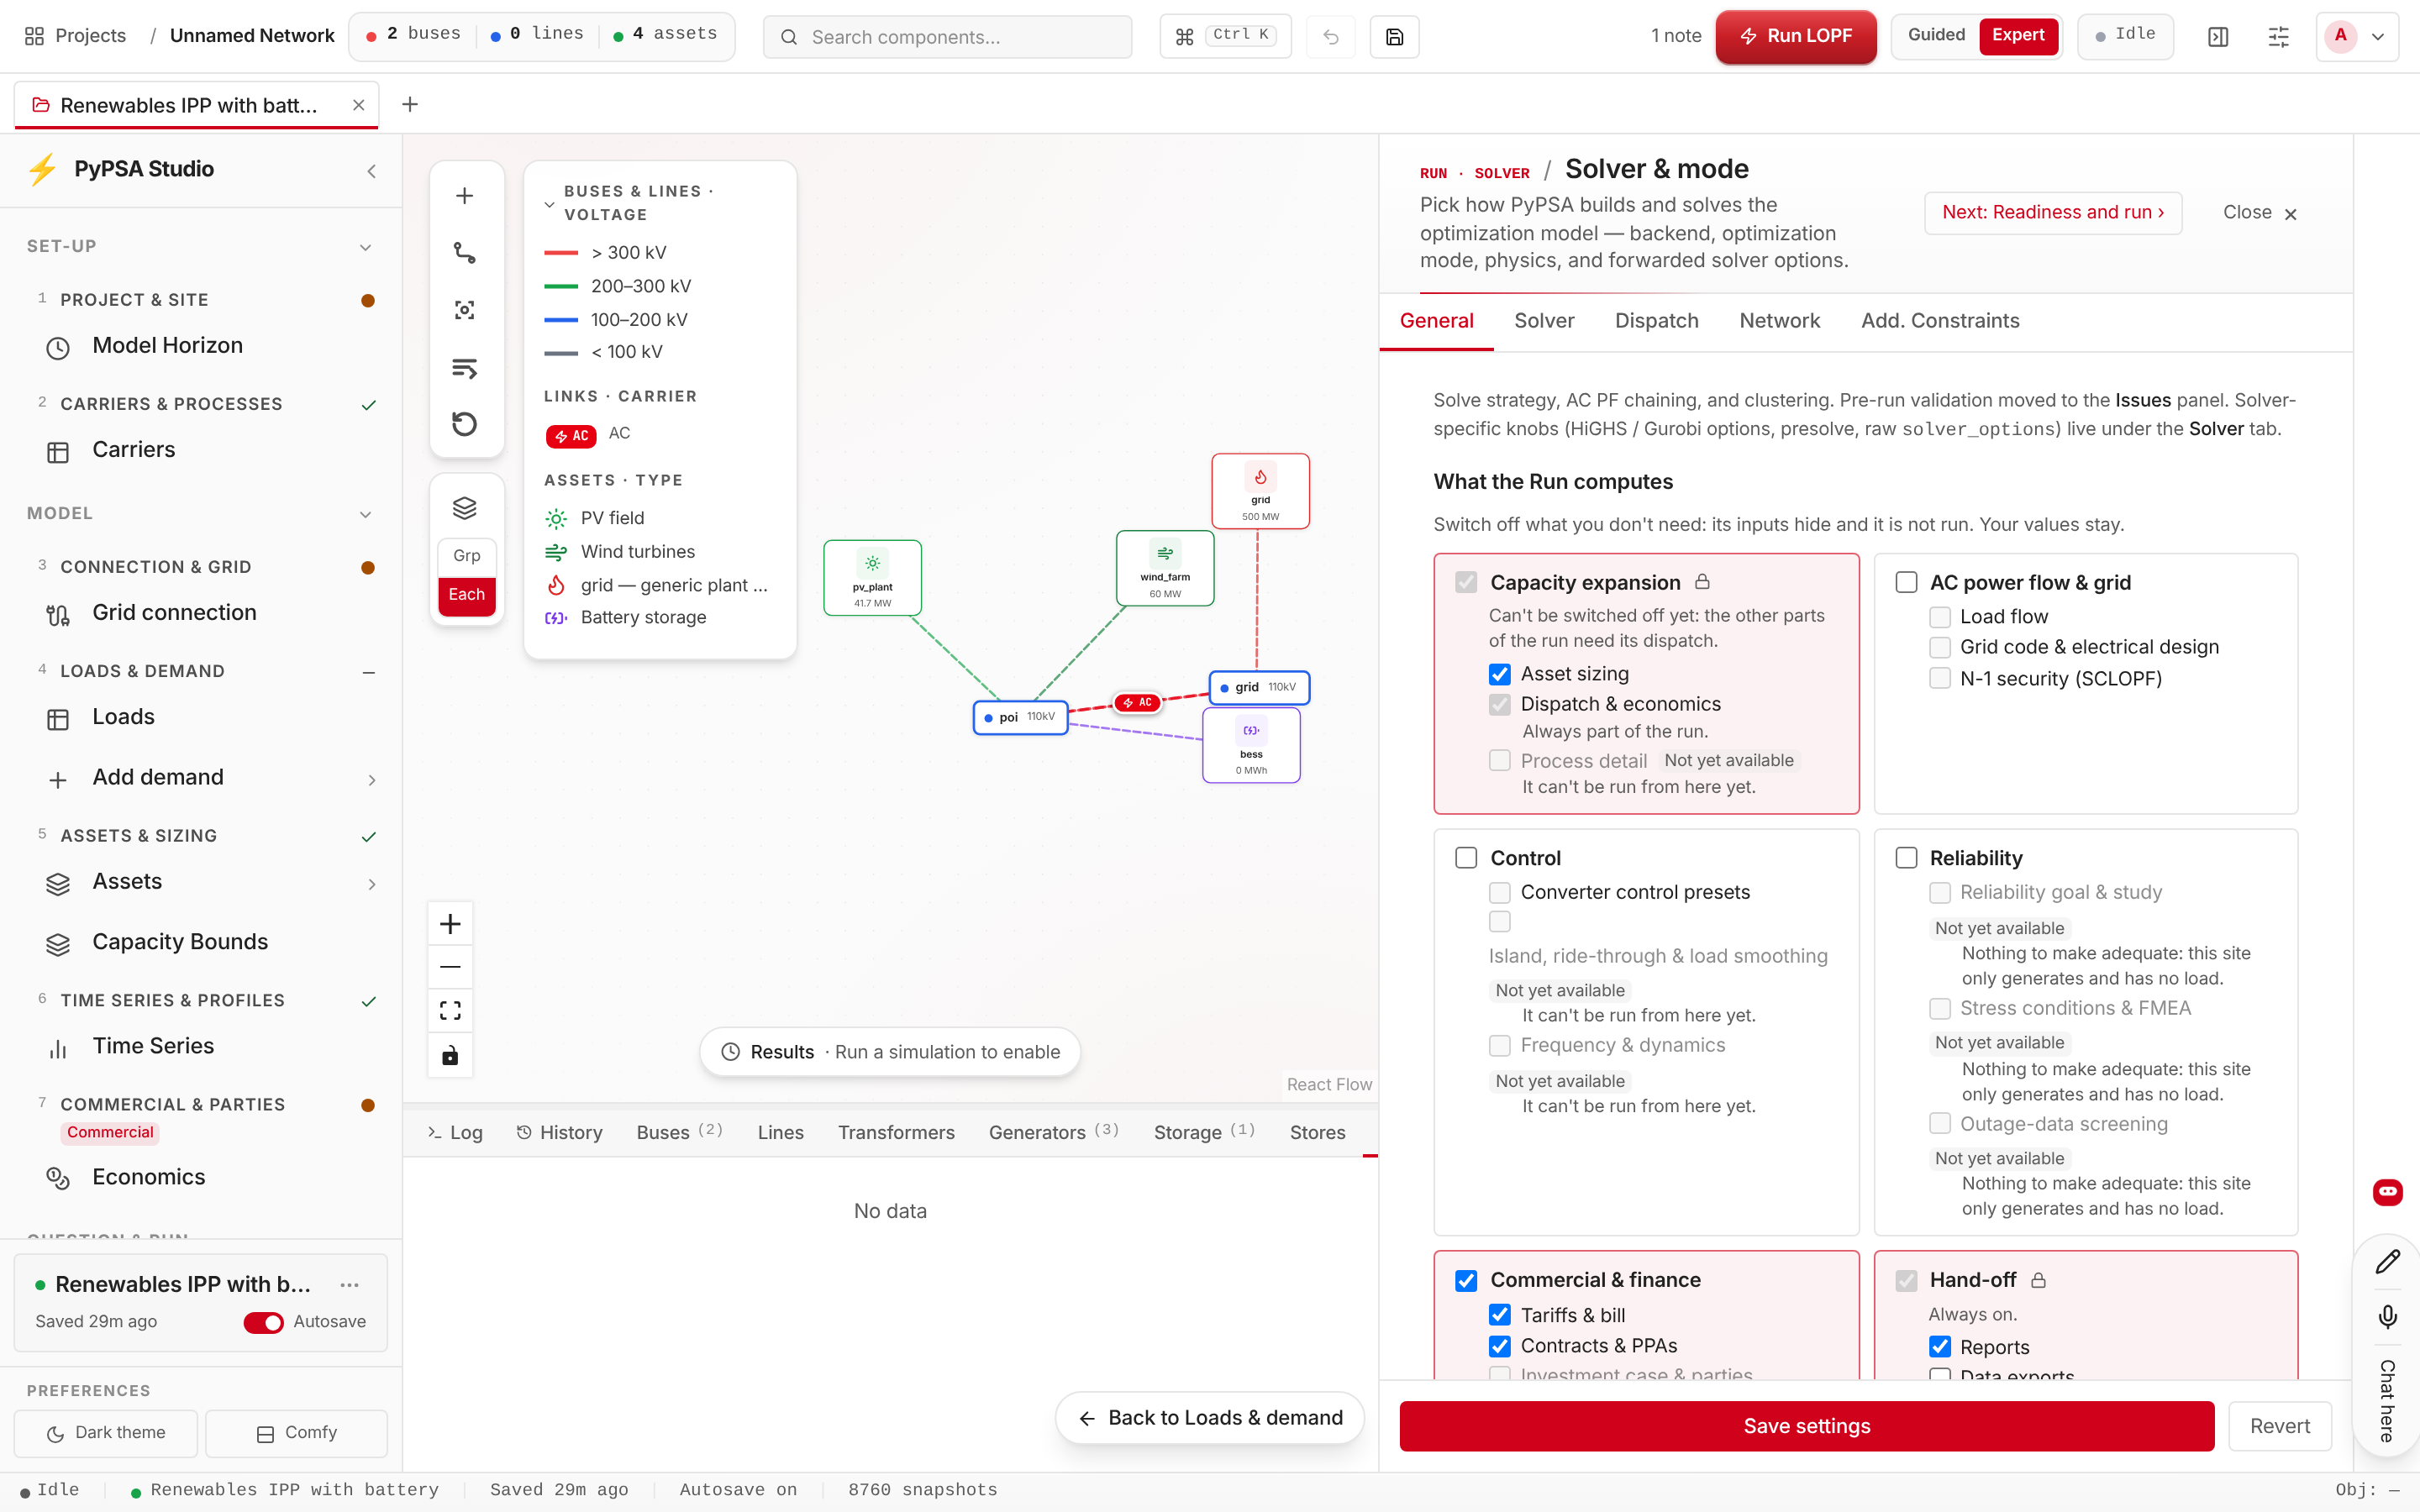 Projects / Unnamed Network
2 buses
0 lines
4 assets
Search components...
Ctrl K
1 note
Run LOPF
Guided
Expert
Idle
A
Renewables IPP with batt...
PyPSA Studio
SET-UP
1 PROJECT & SITE
Model Horizon
2 CARRIERS & PROCESSES
Carriers
MODEL
3 CONNECTION & GRID
Grid connection
4 LOADS & DEMAND
Loads
Add demand
5 ASSETS & SIZING
Assets
Capacity Bounds
6 TIME SERIES & PROFILES
Time Series
7 COMMERCIAL & PARTIES
Commercial
Economics
Renewables IPP with b...
Saved 29m ago
Autosave
PREFERENCES
Dark theme
Comfy
Grp
Each
BUSES & LINES ·
VOLTAGE
> 300 kV
200–300 kV
100–200 kV
< 100 kV
LINKS · CARRIER
AC AC
ASSETS · TYPE
PV field
Wind turbines
grid — generic plant ...
Battery storage
grid
500 MW
pv_plant
41.7 MW
wind_farm
60 MW
poi 110kV
AC
grid 110kV
bess
0 MWh
Results · Run a simulation to enable
React Flow
Log
History
Buses (2)
Lines
Transformers
Generators (3)
Storage (1)
Stores
No data
Back to Loads & demand
RUN · SOLVER / Solver & mode
Pick how PyPSA builds and solves the
optimization model — backend, optimization
mode, physics, and forwarded solver options.
Next: Readiness and run ›
Close
General
Solver
Dispatch
Network
Add. Constraints
Solve strategy, AC PF chaining, and clustering. Pre-run validation moved to the Issues panel. Solver-
specific knobs (HiGHS / Gurobi options, presolve, raw solver_options) live under the Solver tab.
What the Run computes
Switch off what you don't need: its inputs hide and it is not run. Your values stay.
Capacity expansion
Can't be switched off yet: the other parts
of the run need its dispatch.
Asset sizing
Dispatch & economics
Always part of the run.
Process detail Not yet available
It can't be run from here yet.
AC power flow & grid
Load flow
Grid code & electrical design
N-1 security (SCLOPF)
Control
Converter control presets
Island, ride-through & load smoothing
Not yet available
It can't be run from here yet.
Frequency & dynamics
Not yet available
It can't be run from here yet.
Reliability
Reliability goal & study
Not yet available
Nothing to make adequate: this site
only generates and has no load.
Stress conditions & FMEA
Not yet available
Nothing to make adequate: this site
only generates and has no load.
Outage-data screening
Not yet available
Nothing to make adequate: this site
only generates and has no load.
Commercial & finance
Tariffs & bill
Contracts & PPAs
Investment case & parties
Hand-off
Always on.
Reports
Data exports
Save settings
Revert
Chat here
Idle
Renewables IPP with battery
Saved 29m ago
Autosave on
8760 snapshots
Obj: —